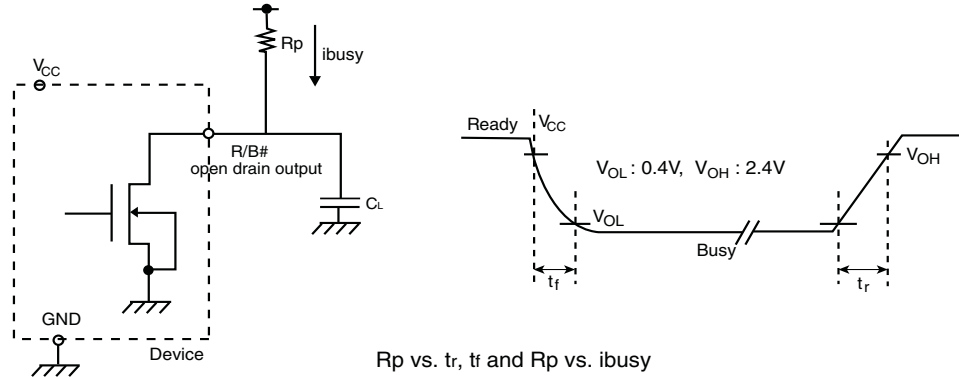 Rp
ibusy
VCC
R/B#
open drain output
CL
GND
Device
Ready
VCC
VOL : 0.4V, VOH : 2.4V
VOH
VOL
Busy
tf
tr
Rp vs. tr, tf and Rp vs. ibusy